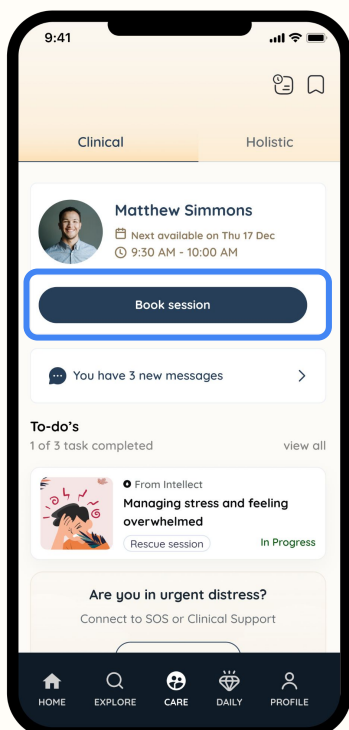 9:41
Clinical
Holistic
Matthew Simmons
Next available on Thu 17 Dec
9:30 AM - 10:00 AM
Book session
You have 3 new messages
To-do’s
1 of 3 task completed
view all
From Intellect
Managing stress and feeling
overwhelmed
Rescue session
In Progress
Are you in urgent distress?
Connect to SOS or Clinical Support
HOME
EXPLORE
CARE
DAILY
PROFILE